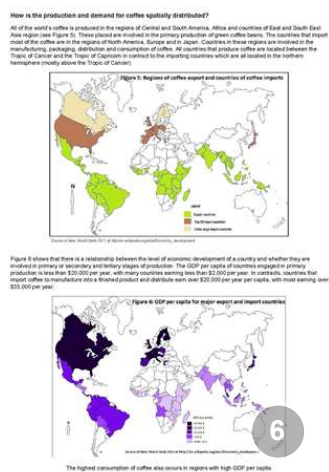 How is the production and demand for coffee spatially distributed?
All of the world's coffee is produced in the regions of Central and South America, Africa and countries of East and South East
Asia region (see Figure 5). These placed are involved in the primary production of green coffee beans. The countries that import
most of the coffee are in the regions of North America, Europe and in Japan. Countries in these regions are involved in the
manufacturing, packaging, distribution and consumption of coffee. All countries that produce coffee are located between the
Tropic of Cancer and the Tropic of Capricorn in contrast to the importing countries which are all located in the northern
hemisphere (mostly above the Tropic of Cancer).
Figure 5: Regions of coffee export and countries of coffee imports
N
Export countries
Figure 6 shows that there is a relationship between the level of economic development of a country and whether they are
involved in primary or secondary and tertiary stages of production. The GDP per capita of countries engaged in primary
production is less than $20,000 per year, with many countries earning less than $2,000 per year. In contracts, countries that
import coffee to manufacture into a finished product and distribute earn over $20,000 per year per capita, with most earning over
$35,000 per year.
Figure 6: GDP per capita for major export and import countries
6
The highest consumption of coffee also occurs in regions with high GDP per capita.